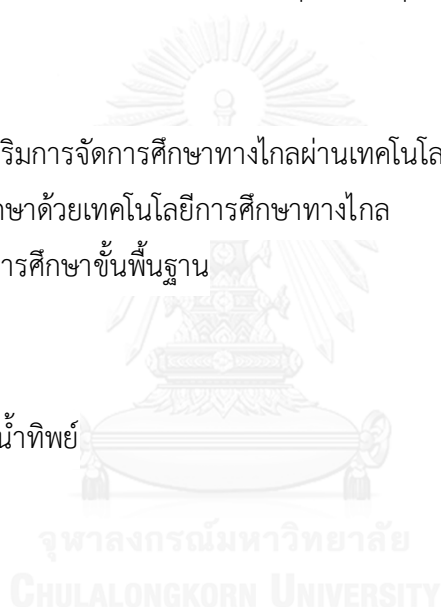 ริมการจัดการศึกษาทางไกลผ่านเทคโนโล
กษาด้วยเทคโนโลยีการศึกษาทางไกล
การศึกษาขั้นพื้นฐาน
น้ำทิพย์
จุฬาลงกรณ์มหาวิทยาลัย
CHULALONGKORN UNIVERSITY